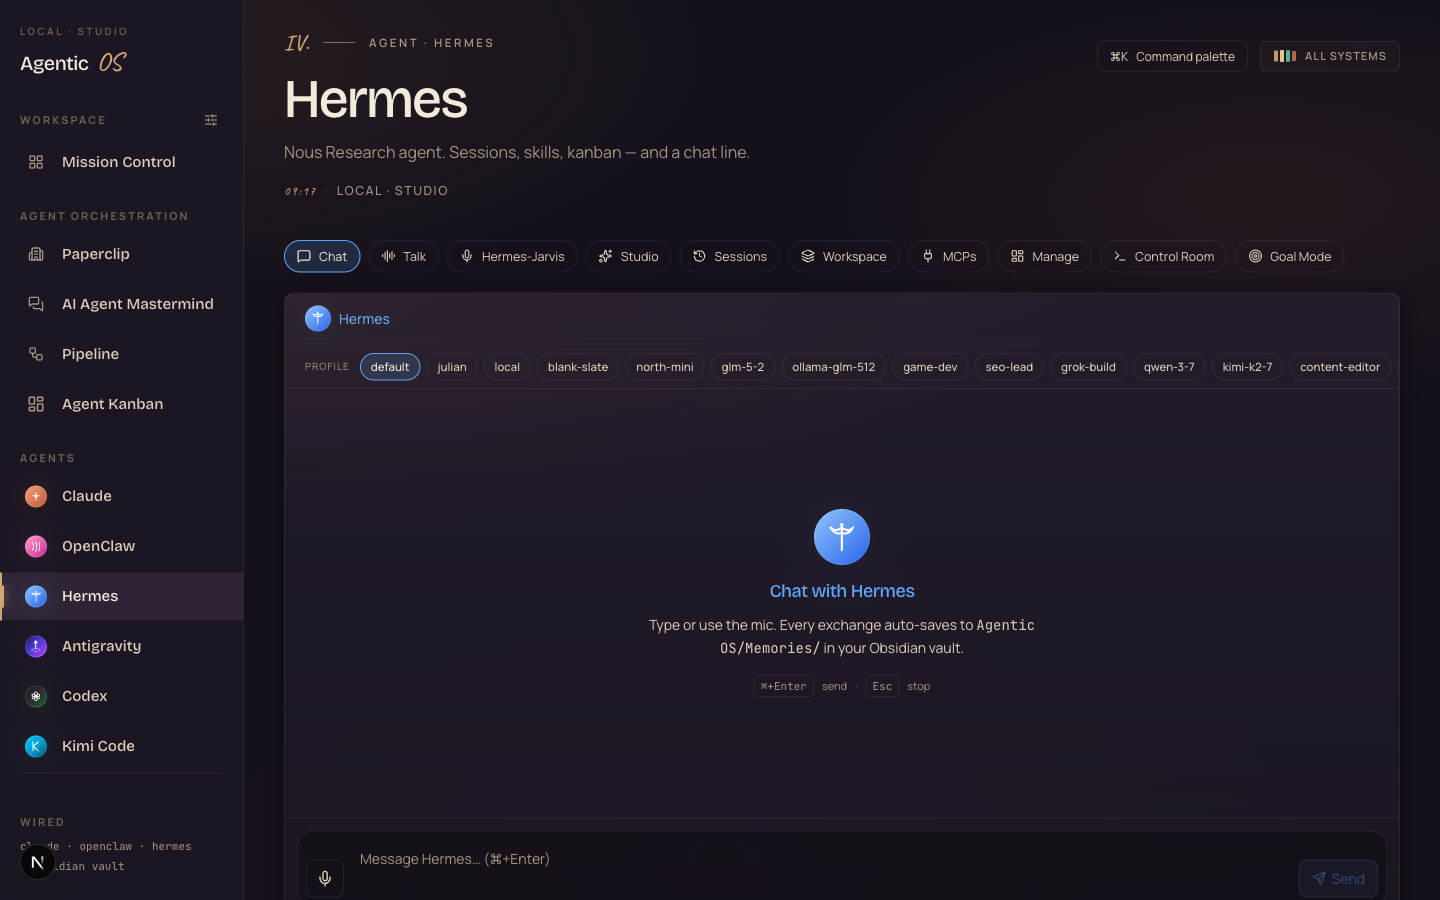 LOCAL · STUDIO
Agentic OS
WORKSPACE
Mission Control
AGENT ORCHESTRATION
Paperclip
AI Agent Mastermind
Pipeline
Agent Kanban
AGENTS
Claude
OpenClaw
Hermes
Antigravity
Codex
Kimi Code
WIRED
· openclaw · hermes
vault
IV. AGENT · HERMES
⌘K Command palette
ALL SYSTEMS
Hermes
Nous Research agent. Sessions, skills, kanban — and a chat line.
09:17 · LOCAL · STUDIO
Chat Talk Hermes-Jarvis Studio Sessions Workspace MCPs Manage Control Room Goal Mode
Hermes
PROFILE default julian local blank-slate north-mini glm-5-2 ollama-glm-512 game-dev seo-lead grok-build qwen-3-7 kimi-k2-7 content-editor
Chat with Hermes
Type or use the mic. Every exchange auto-saves to Agentic
OS/Memories/ in your Obsidian vault.
⌘+Enter send · Esc stop
Message Hermes... (⌘+Enter)
Send